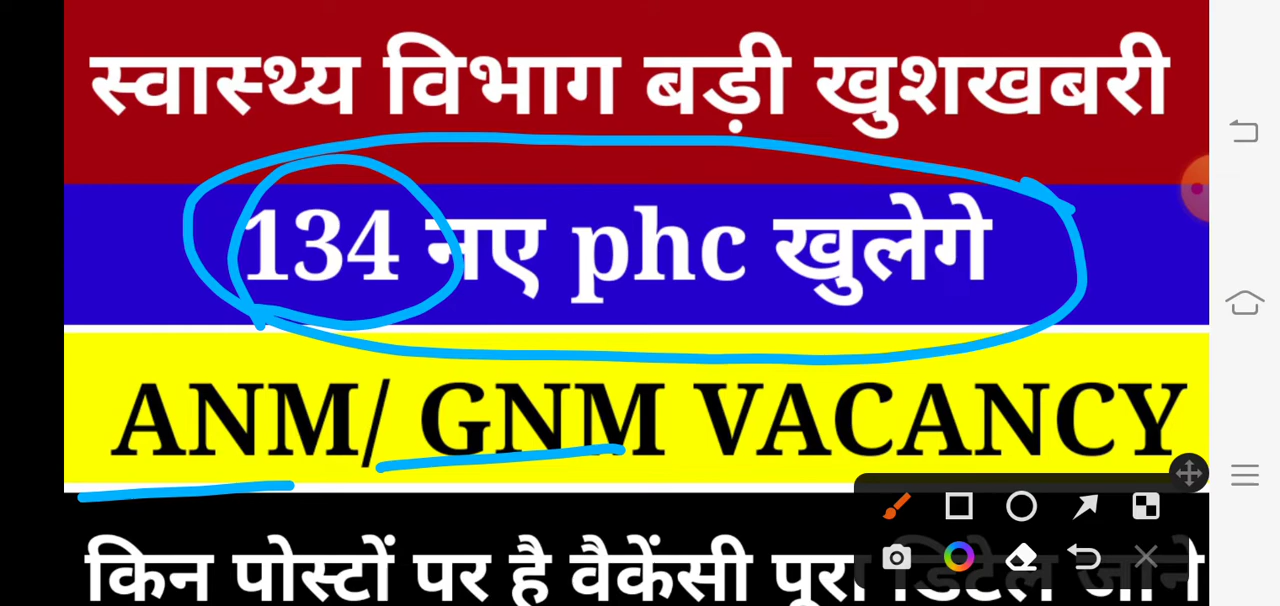 स्वास्थ्य विभाग बड़ी खुशखबरी
134 नए phc खुलेगे
ANM/ GNM VACANCY
किन पोस्टों पर है वैकेंसी पूरा डिटेल जाने